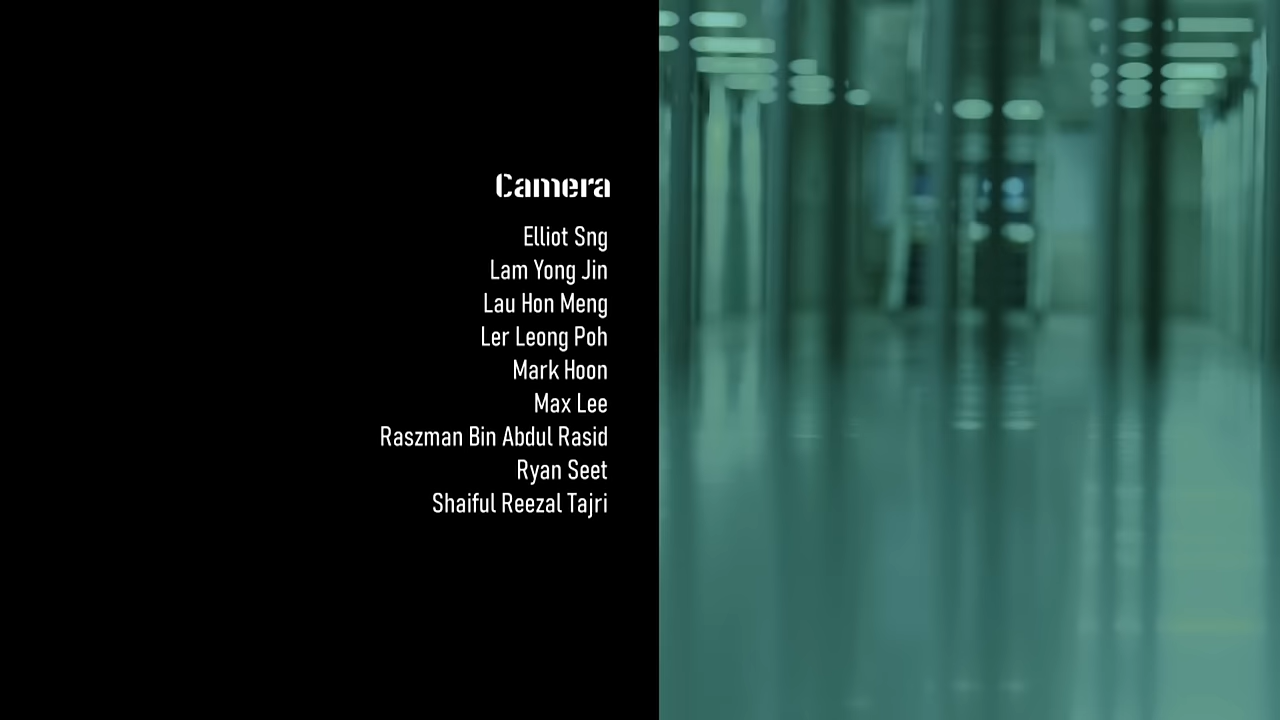 Camera
Elliot Sng
Lam Yong Jin
Lau Hon Meng
Ler Leong Poh
Mark Hoon
Max Lee
Raszman Bin Abdul Rasid
Ryan Seet
Shaiful Reezal Tajri